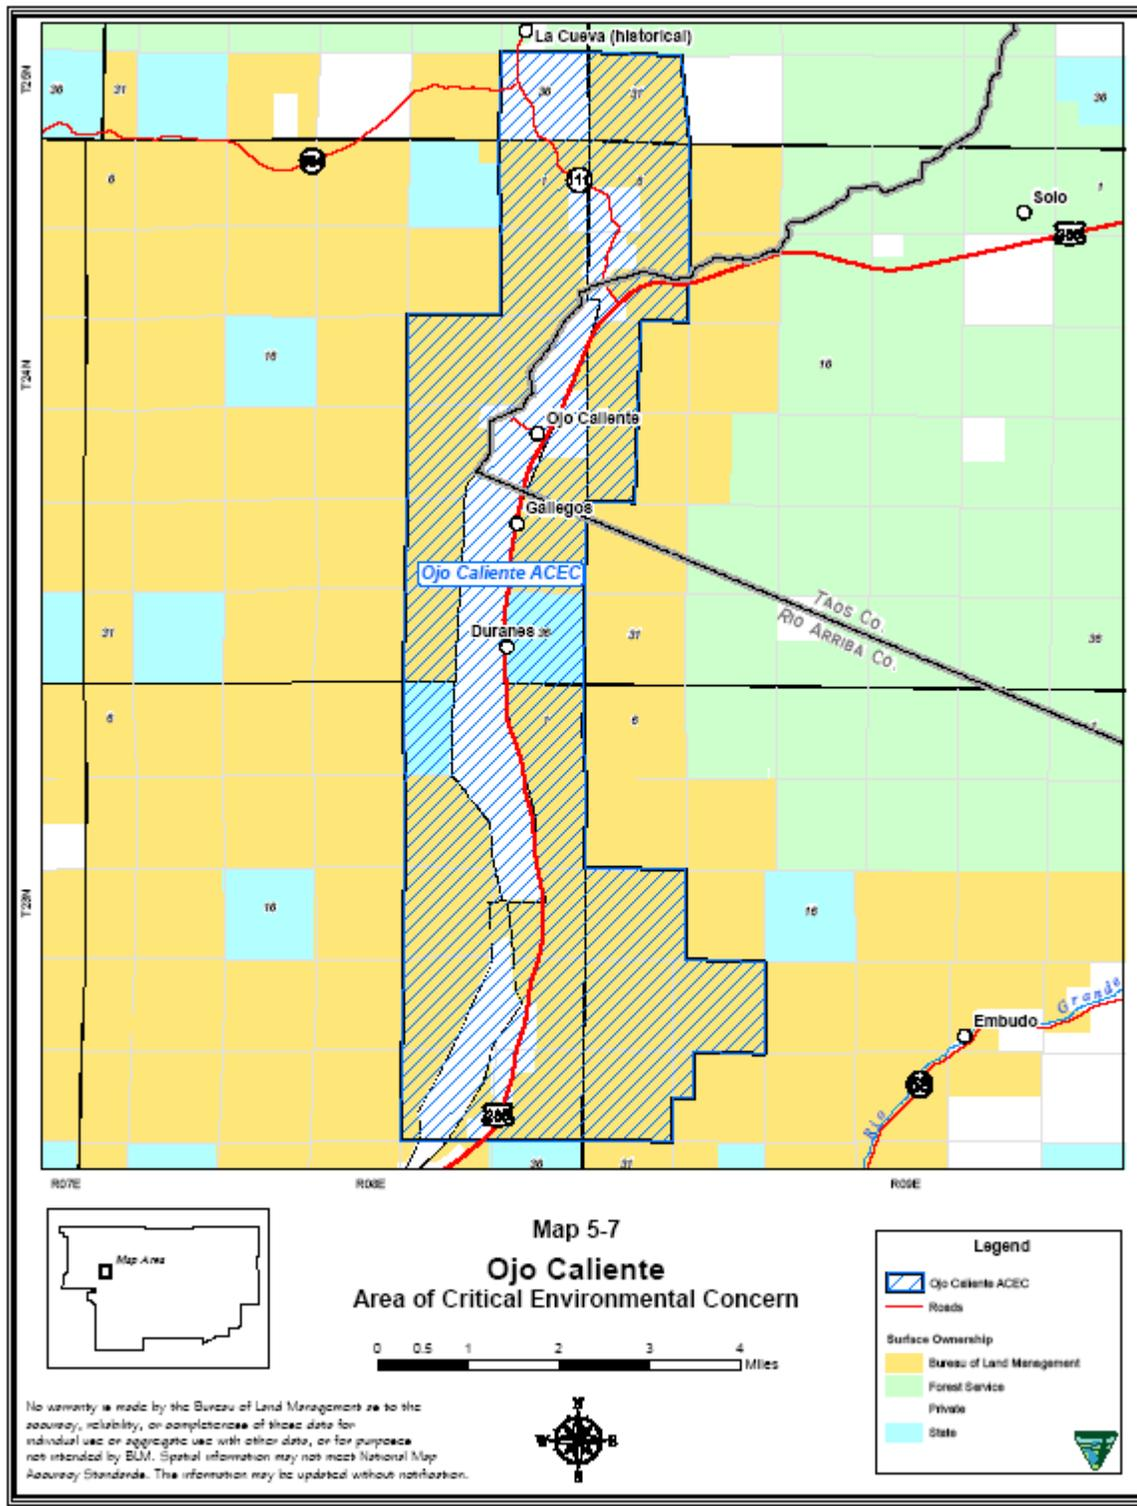 La Cueva (historical)
T25N
36
31
36
31
36
6
1
111
5
1
Solo
285
T24N
16
16
Ojo Caliente
Gallegos
Ojo Caliente ACEC
TAOS CO.
RIO ARRIBA CO.
31
Duranes
36
31
36
6
1
6
1
T23N
16
16
Rio Grande
Embudo
68
285
36
31
R07E
R08E
R09E
Map Area
Map 5-7
Ojo Caliente
Area of Critical Environmental Concern
0 0.5 1 2 3 4
Miles
Legend
Ojo Caliente ACEC
Roads
Surface Ownership
Bureau of Land Management
Forest Service
Private
State
No warranty is made by the Bureau of Land Management as to the
accuracy, reliability, or completeness of these data for
individual use or aggregate use with other data, or for purposes
not intended by BLM. Spatial information may not meet National Map
Accuracy Standards. This information may be updated without notification.
N
W E
S